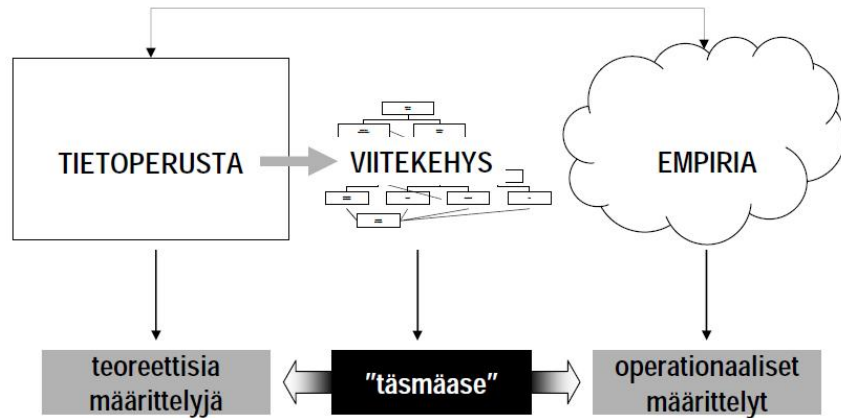 TIETOPERUSTA
VIITEKEHYS
EMPIRIA
teoreettisia
määrittelyjä
"täsmäase"
operationaaliset
määrittelyt